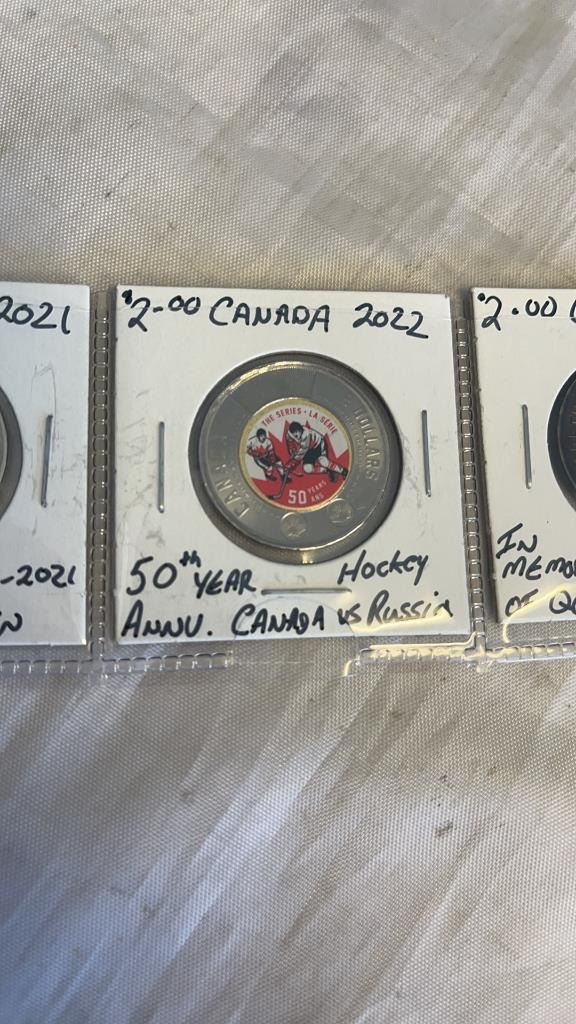 2021
-2021
$2.00 CANADA 2022
THE SERIES • LA SÉRIE
50 YEARS
ANS
DOLLARS
50th YEAR Hockey
ANNU. CANADA vs Russia
$2.00
IN
MEMO
OF Q